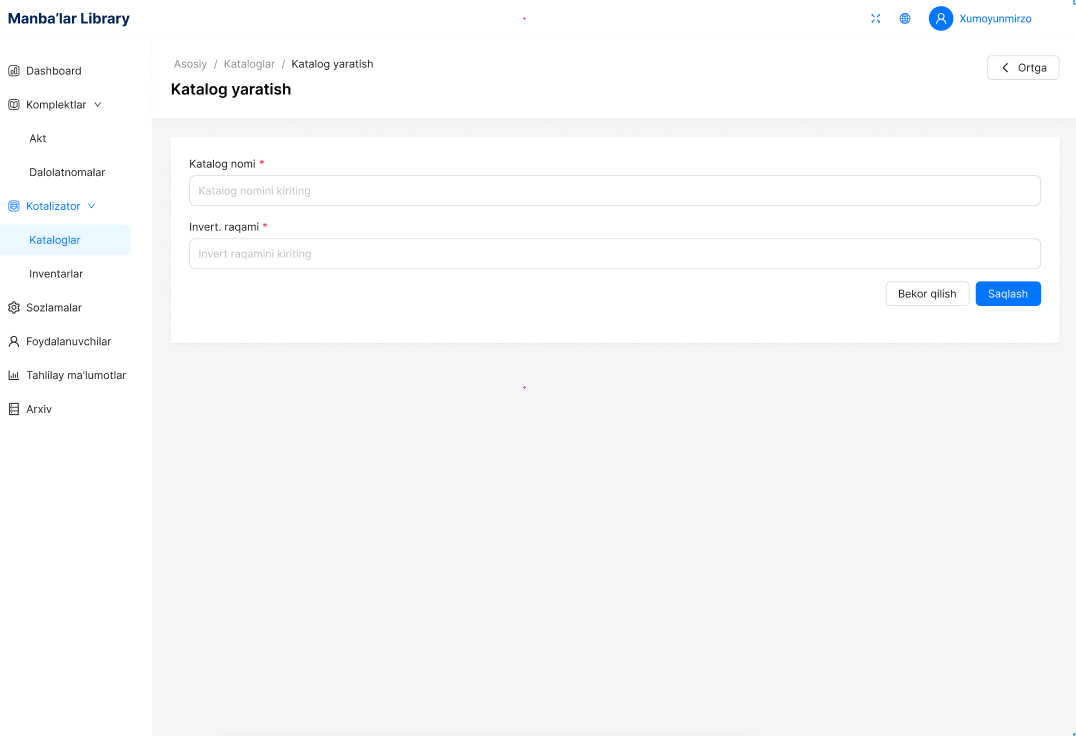 Manba’lar Library
Xumoyunmirzo
Dashboard
Komplektlar
Akt
Dalolatnomalar
Kotalizator
Kataloglar
Inventarlar
Sozlamalar
Foydalanuvchilar
Tahlilay ma'lumotlar
Arxiv
Asosiy / Kataloglar / Katalog yaratish
Ortga
Katalog yaratish
Katalog nomi *
Katalog nomini kiriting
Invert. raqami *
Invert raqamini kiriting
Bekor qilish Saqlash